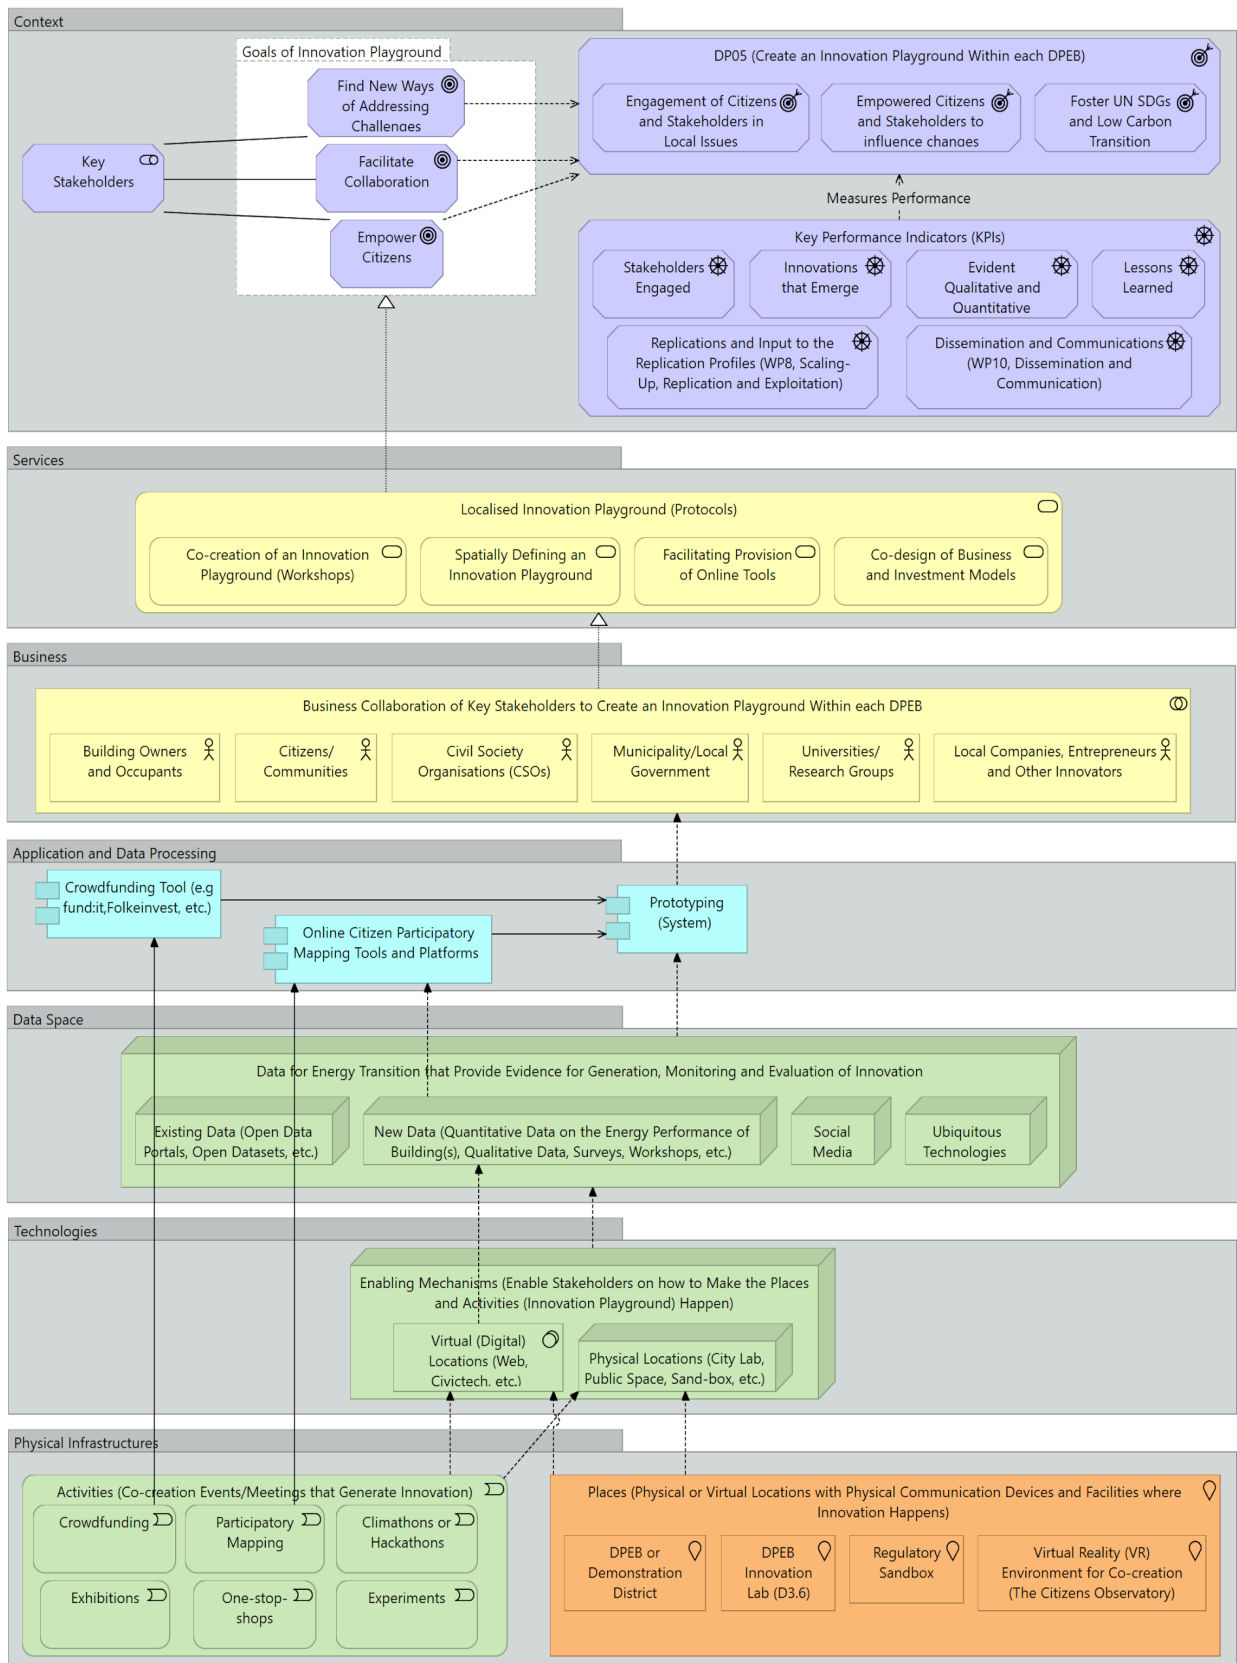 Context
Goals of Innovation Playground
Find New Ways
of Addressing
Challenges
Key
Stakeholders
Facilitate
Collaboration
Empower
Citizens
DP05 (Create an Innovation Playground Within each DPEB)
Engagement of Citizens
and Stakeholders in
Local Issues
Empowered Citizens
and Stakeholders to
influence changes
Foster UN SDGs
and Low Carbon
Transition
Measures Performance
Key Performance Indicators (KPIs)
Stakeholders
Engaged
Innovations
that Emerge
Evident
Qualitative and
Quantitative
Lessons
Learned
Replications and Input to the
Replication Profiles (WP8, Scaling-
Up, Replication and Exploitation)
Dissemination and Communications
(WP10, Dissemination and
Communication)
Services
Localised Innovation Playground (Protocols)
Co-creation of an Innovation
Playground (Workshops)
Spatially Defining an
Innovation Playground
Facilitating Provision
of Online Tools
Co-design of Business
and Investment Models
Business
Business Collaboration of Key Stakeholders to Create an Innovation Playground Within each DPEB
Building Owners
and Occupants
Citizens/
Communities
Civil Society
Organisations (CSOs)
Municipality/Local
Government
Universities/
Research Groups
Local Companies, Entrepreneurs
and Other Innovators
Application and Data Processing
Crowdfunding Tool (e.g
fund:it,Folkeinvest, etc.)
Online Citizen Participatory
Mapping Tools and Platforms
Prototyping
(System)
Data Space
Data for Energy Transition that Provide Evidence for Generation, Monitoring and Evaluation of Innovation
Existing Data (Open Data
Portals, Open Datasets, etc.)
New Data (Quantitative Data on the Energy Performance of
Building(s), Qualitative Data, Surveys, Workshops, etc.)
Social
Media
Ubiquitous
Technologies
Technologies
Enabling Mechanisms (Enable Stakeholders on how to Make the Places
and Activities (Innovation Playground) Happen)
Virtual (Digital)
Locations (Web,
Civictech, etc.)
Physical Locations (City Lab,
Public Space, Sand-box, etc.)
Physical Infrastructures
Activities (Co-creation Events/Meetings that Generate Innovation)
Crowdfunding
Participatory
Mapping
Climathons or
Hackathons
Exhibitions
One-stop-
shops
Experiments
Places (Physical or Virtual Locations with Physical Communication Devices and Facilities where
Innovation Happens)
DPEB or
Demonstration
District
DPEB
Innovation
Lab (D3.6)
Regulatory
Sandbox
Virtual Reality (VR)
Environment for Co-creation
(The Citizens Observatory)